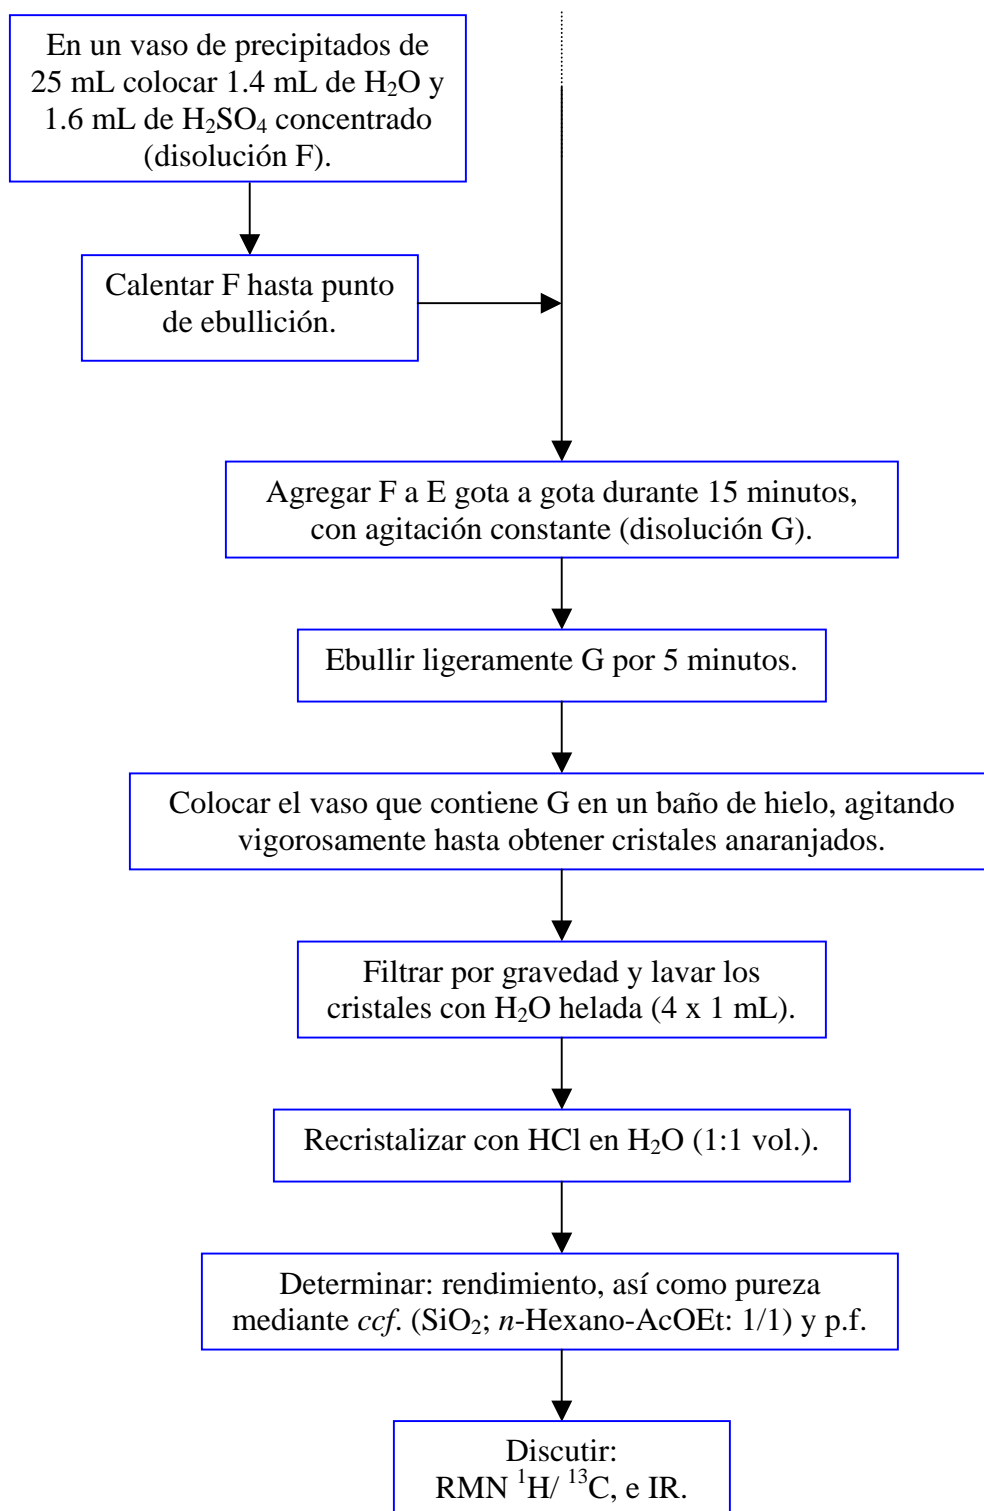 En un vaso de precipitados de
25 mL colocar 1.4 mL de H₂O y
1.6 mL de H₂SO₄ concentrado
(disolución F).
Calentar F hasta punto
de ebullición.
Agregar F a E gota a gota durante 15 minutos,
con agitación constante (disolución G).
Ebullir ligeramente G por 5 minutos.
Colocar el vaso que contiene G en un baño de hielo, agitando
vigorosamente hasta obtener cristales anaranjados.
Filtrar por gravedad y lavar los
cristales con H₂O helada (4 x 1 mL).
Recristalizar con HCl en H₂O (1:1 vol.).
Determinar: rendimiento, así como pureza
mediante ccf. (SiO₂; n-Hexano-AcOEt: 1/1) y p.f.
Discutir:
RMN ¹H/ ¹³C, e IR.